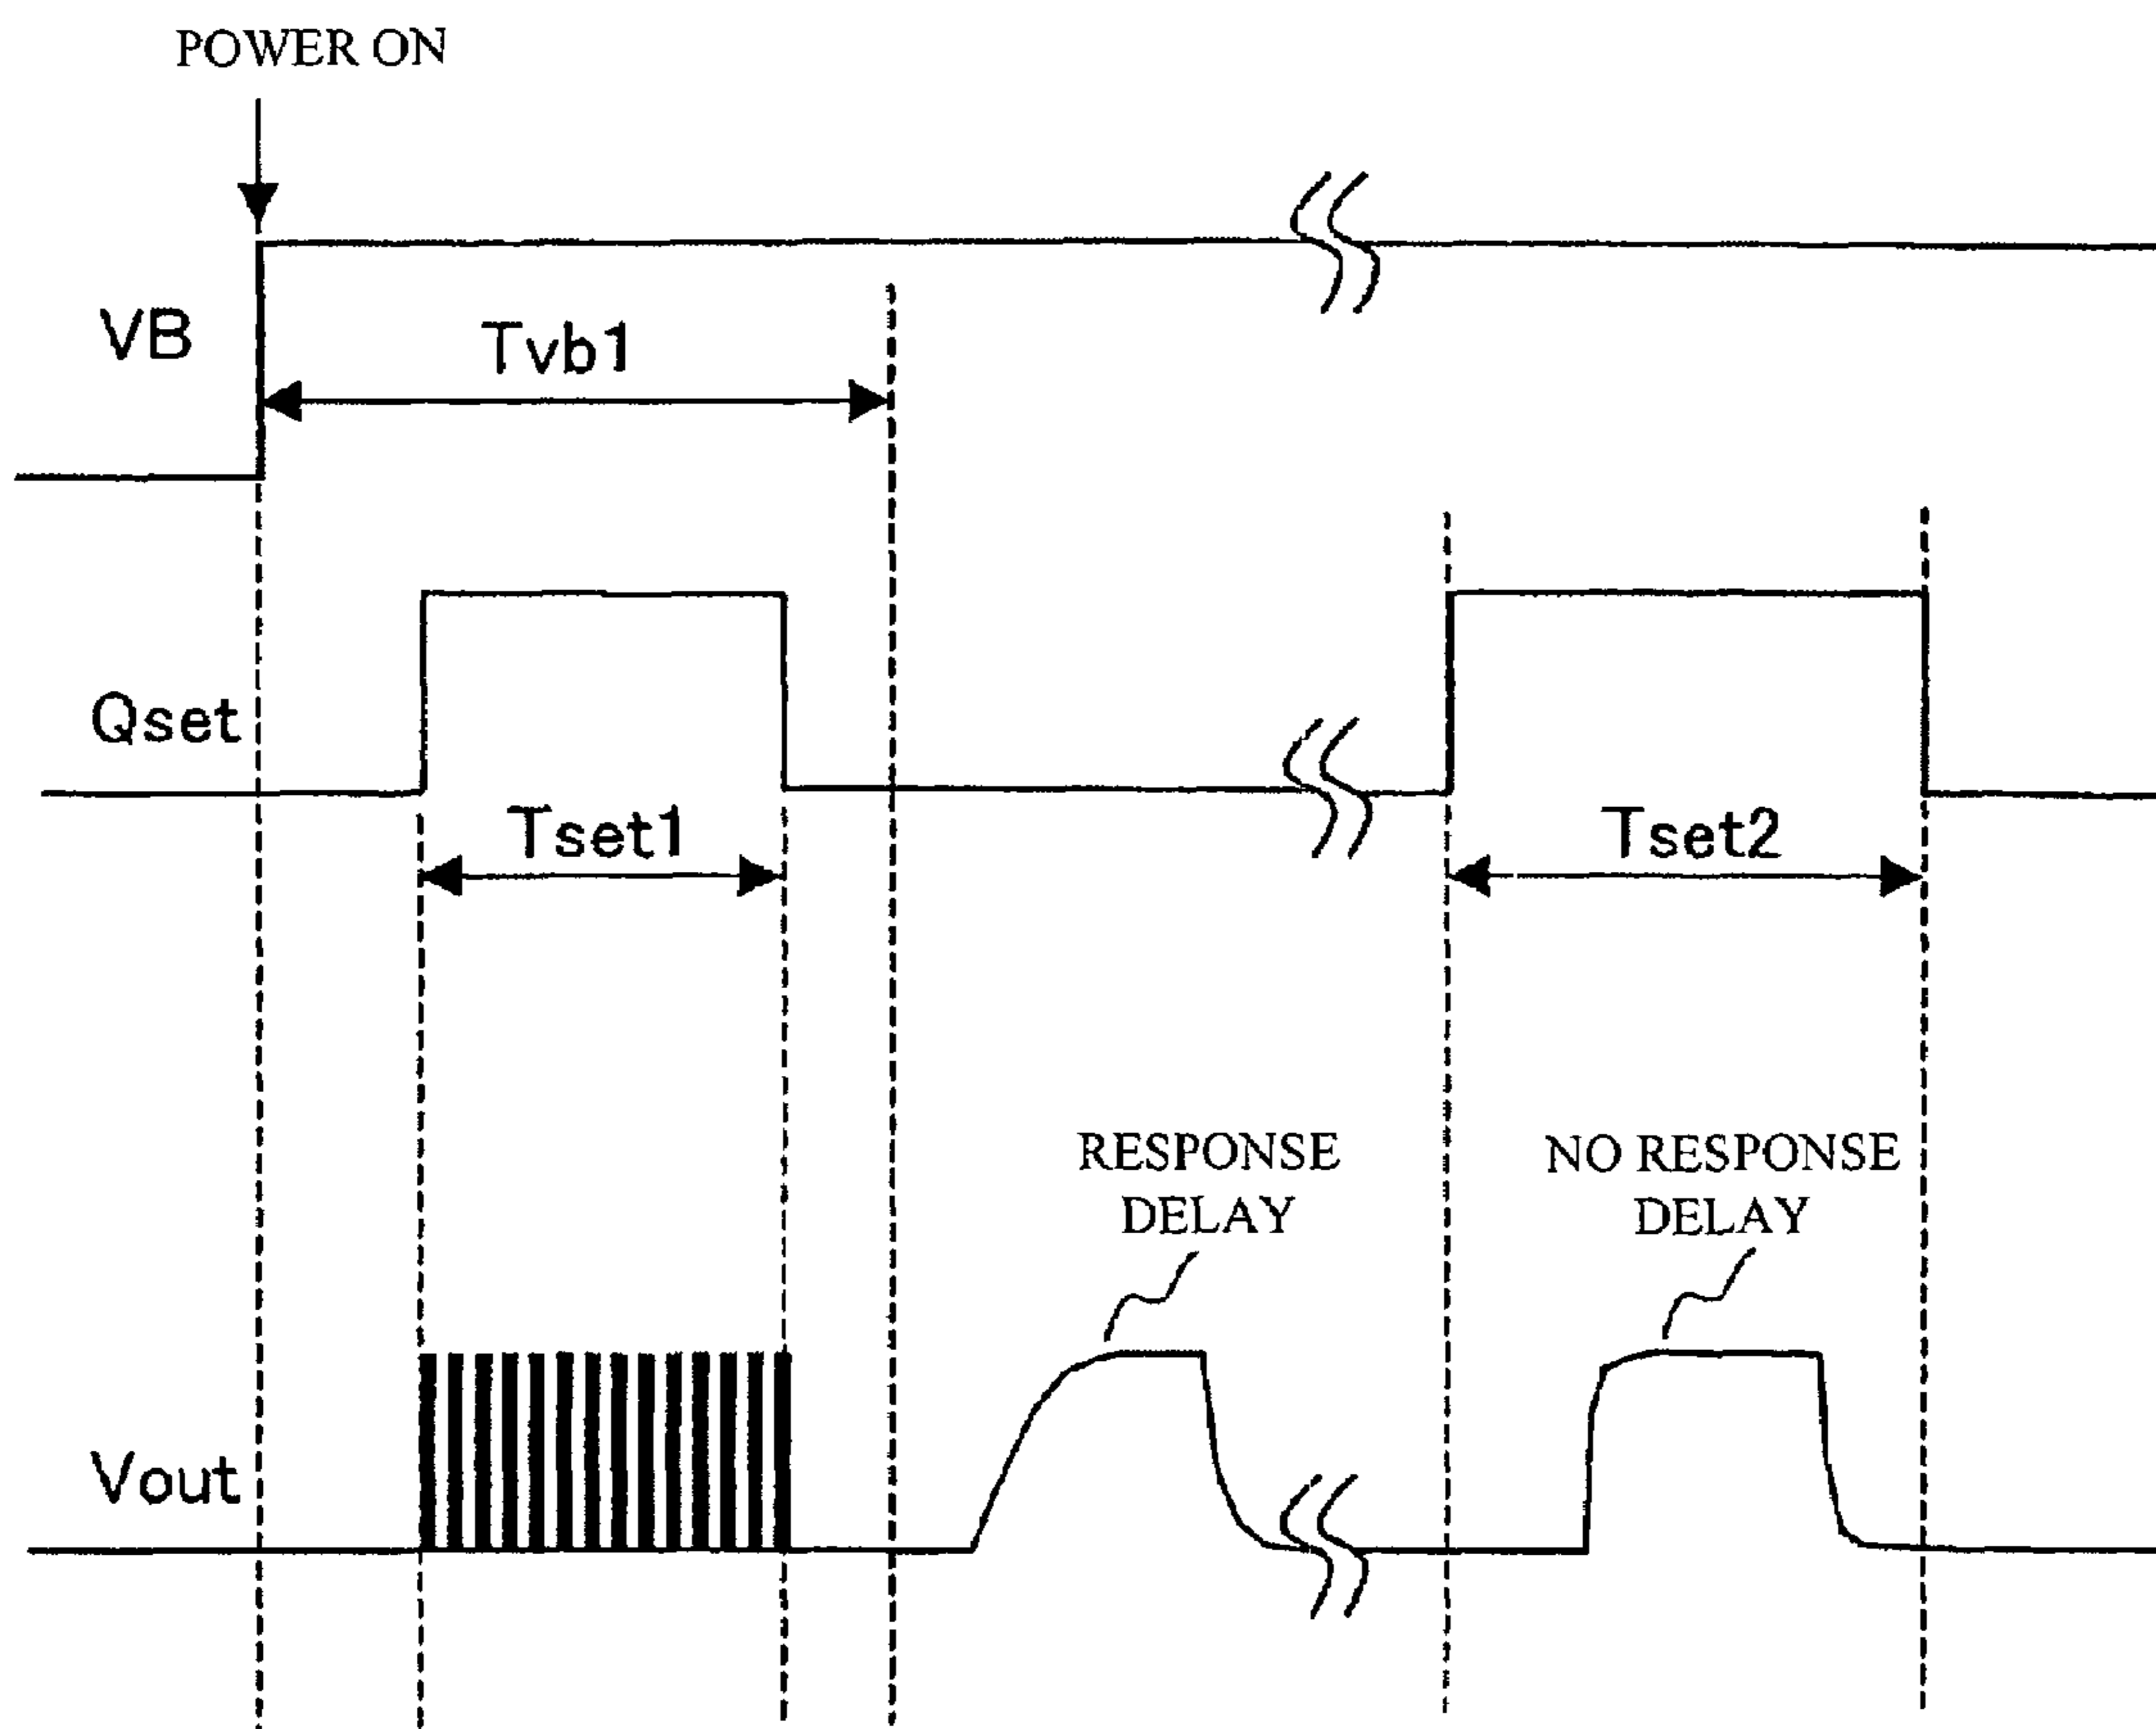 POWER ON
VB
Tvb1
Qset
Tset1
Tset2
RESPONSE
DELAY
NO RESPONSE
DELAY
Vout